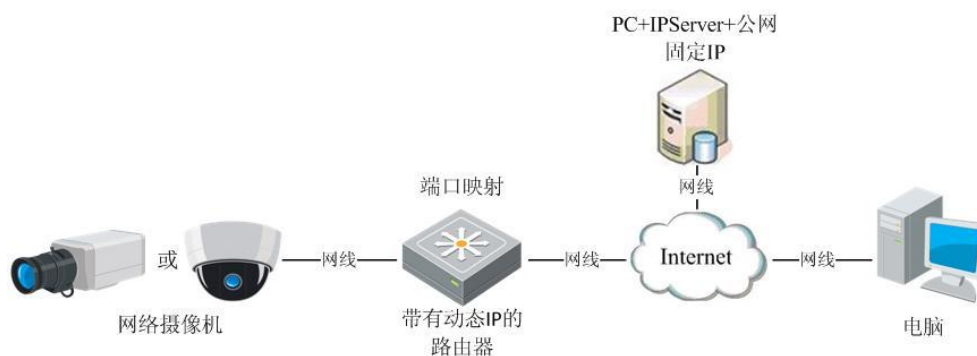 PC+IPServer+公网
固定IP
网线
端口映射
或
网线
网线
Internet
网线
网络摄像机
带有动态IP的
路由器
电脑